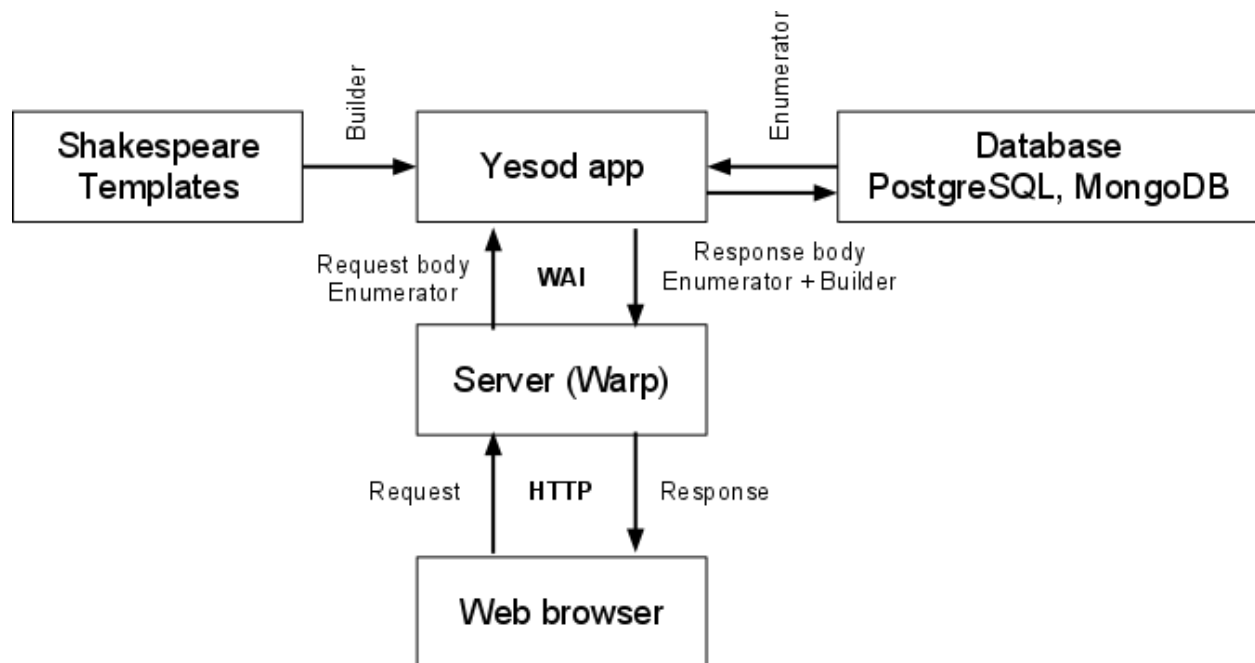 Builder
Enumerator
Shakespeare
Templates
Yesod app
Database
PostgreSQL, MongoDB
Request body
Enumerator
WAI
Response body
Enumerator + Builder
Server (Warp)
Request
HTTP
Response
Web browser